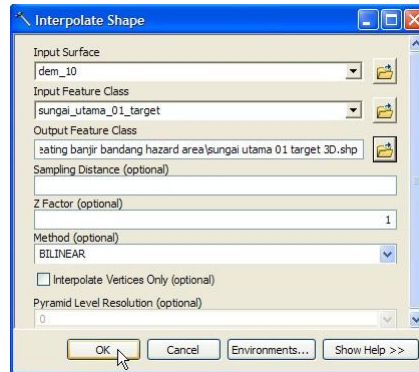 Interpolate Shape
Input Surface
dem_10
Input Feature Class
sungai_utama_01_target
Output Feature Class
eating banjir bandang hazard area\sungai utama 01 target 3D.shp
Sampling Distance (optional)
Z Factor (optional)
1
Method (optional)
BILINEAR
Interpolate Vertices Only (optional)
Pyramid Level Resolution (optional)
0
OK Cancel Environments... Show Help >>